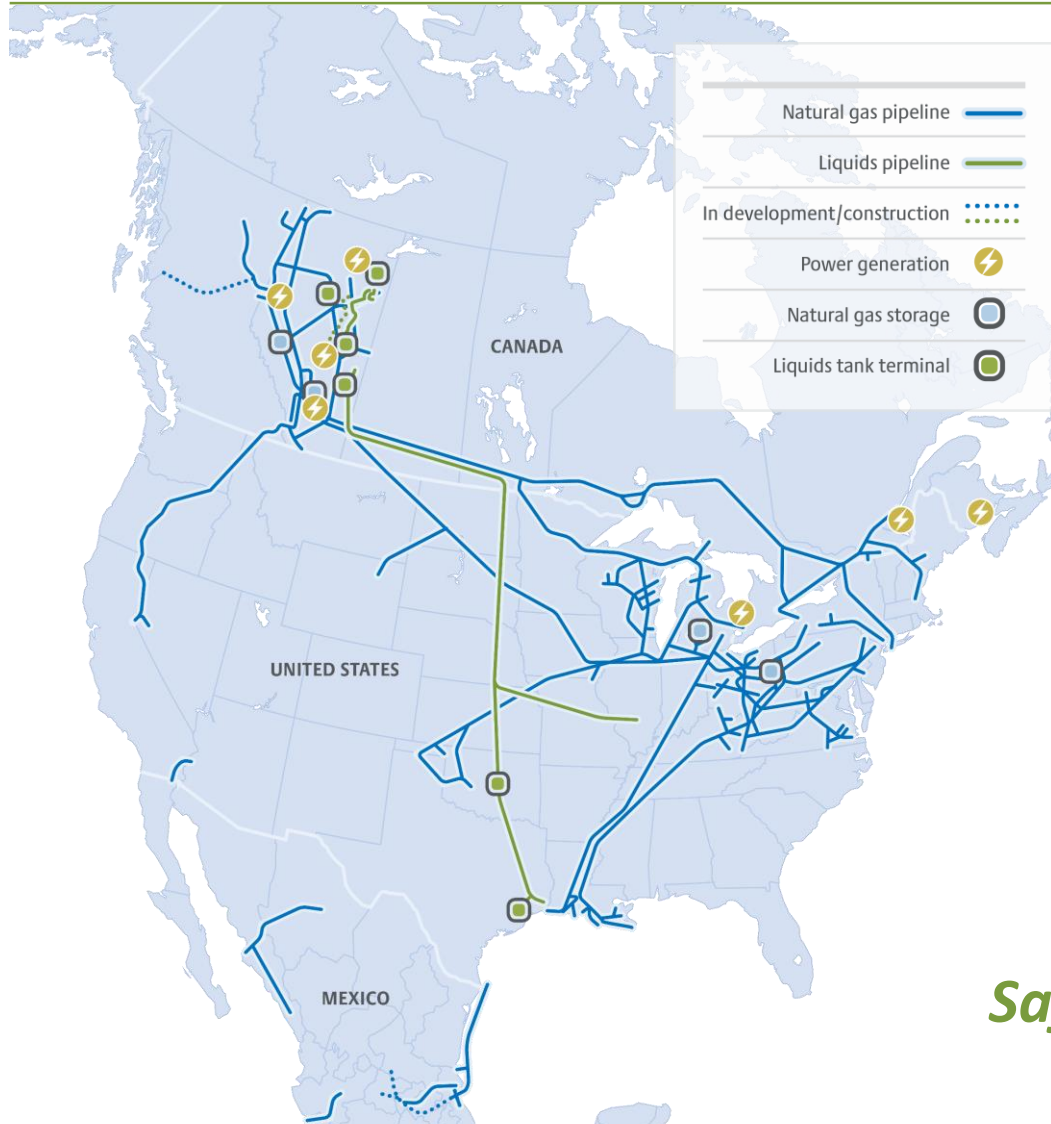 Natural gas pipeline
Liquids pipeline
In development/construction
Power generation
Natural gas storage
Liquids tank terminal
CANADA
UNITED STATES
MEXICO